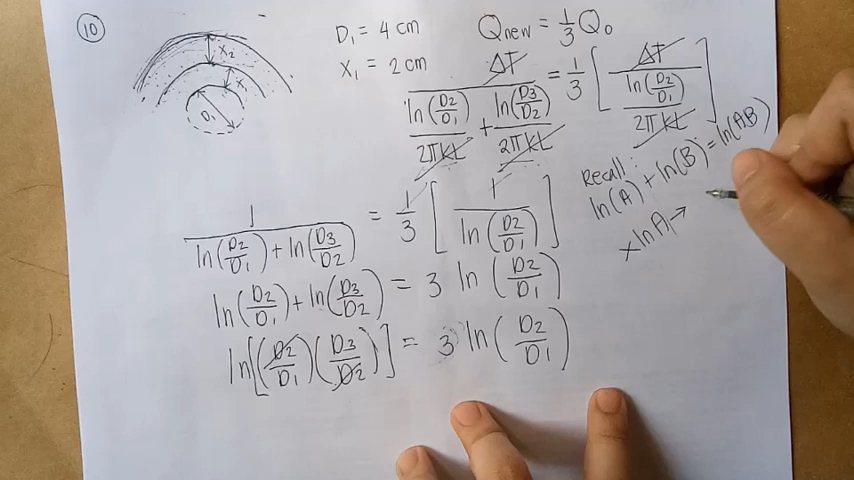 10
D₁ = 4 cm
Qnew = 1/3 Q₀
X₁ = 2 cm
X₂
X₁
D₁
ΔT / (ln(D2/D1)/2πKL + ln(D3/D2)/2πKL) = 1/3 [ΔT / (ln(D2/D1)/2πKL)]
Recall:
ln(A) + ln(B) = ln(AB)
x ln A →
1 / (ln(D2/D1) + ln(D3/D2)) = 1/3 [1 / ln(D2/D1)]
ln(D2/D1) + ln(D3/D2) = 3 ln(D2/D1)
ln[(D2/D1)(D3/D2)] = 3 ln(D2/D1)